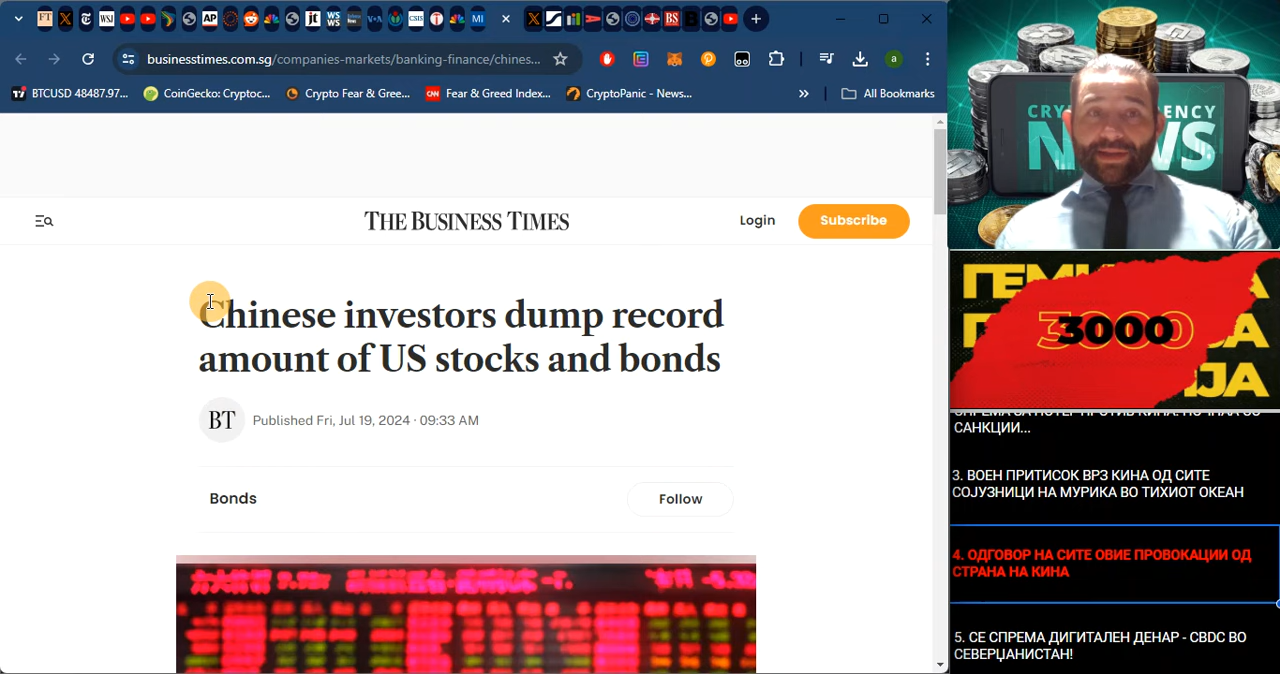 businesstimes.com.sg/companies-markets/banking-finance/chines...
BTCUSD 48487.97...
CoinGecko: Cryptoc...
Crypto Fear & Gree...
Fear & Greed Index...
CryptoPanic - News...
All Bookmarks
THE BUSINESS TIMES
Login
Subscribe
Chinese investors dump record
amount of US stocks and bonds
BT
Published Fri, Jul 19, 2024 · 09:33 AM
Bonds
Follow
NEWS
3000
САНКЦИИ...
3. ВОЕН ПРИТИСОК ВРЗ КИНА ОД СИТЕ
СОЈУЗНИЦИ НА МУРИКА ВО ТИХИОТ ОКЕАН
4. ОДГОВОР НА СИТЕ ОВИЕ ПРОВОКАЦИИ ОД
СТРАНА НА КИНА
5. СЕ СПРЕМА ДИГИТАЛЕН ДЕНАР - CBDC ВО
СЕВЕРЏАНИСТАН!